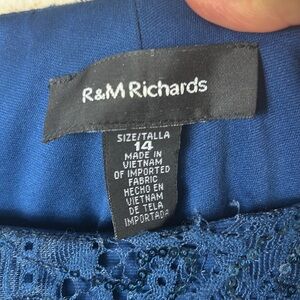 R&M Richards
SIZE/TALLA
14
MADE IN
VIETNAM
OF IMPORTED
FABRIC
HECHO EN
VIETNAM
DE TELA
IMPORTADA